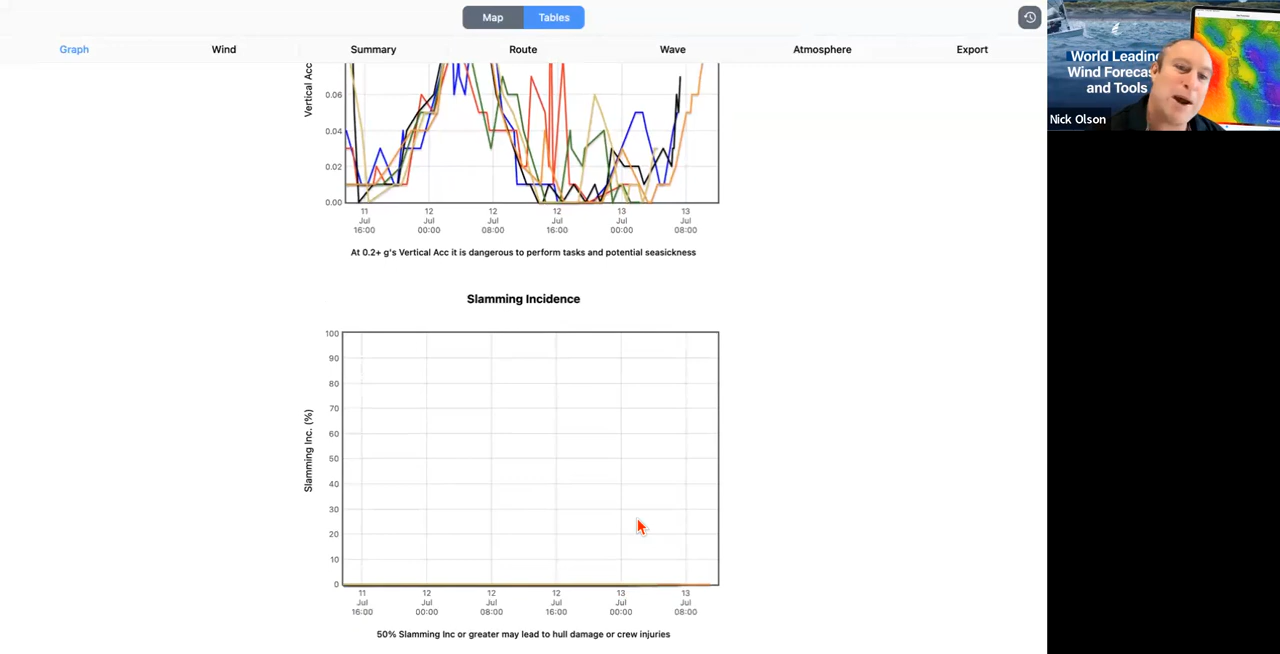 Map
Tables
Graph
Wind
Summary
Route
Wave
Atmosphere
Export
World Leading
Wind Forecas
and Tools
Nick Olson
Vertical Acc
0.06
0.04
0.02
0.00
11
Jul
16:00
12
Jul
00:00
12
Jul
08:00
12
Jul
16:00
13
Jul
00:00
13
Jul
08:00
At 0.2+ g's Vertical Acc it is dangerous to perform tasks and potential seasickness
Slamming Incidence
Slamming Inc. (%)
100
90
80
70
60
50
40
30
20
10
0
11
Jul
16:00
12
Jul
00:00
12
Jul
08:00
12
Jul
16:00
13
Jul
00:00
13
Jul
08:00
50% Slamming Inc or greater may lead to hull damage or crew injuries